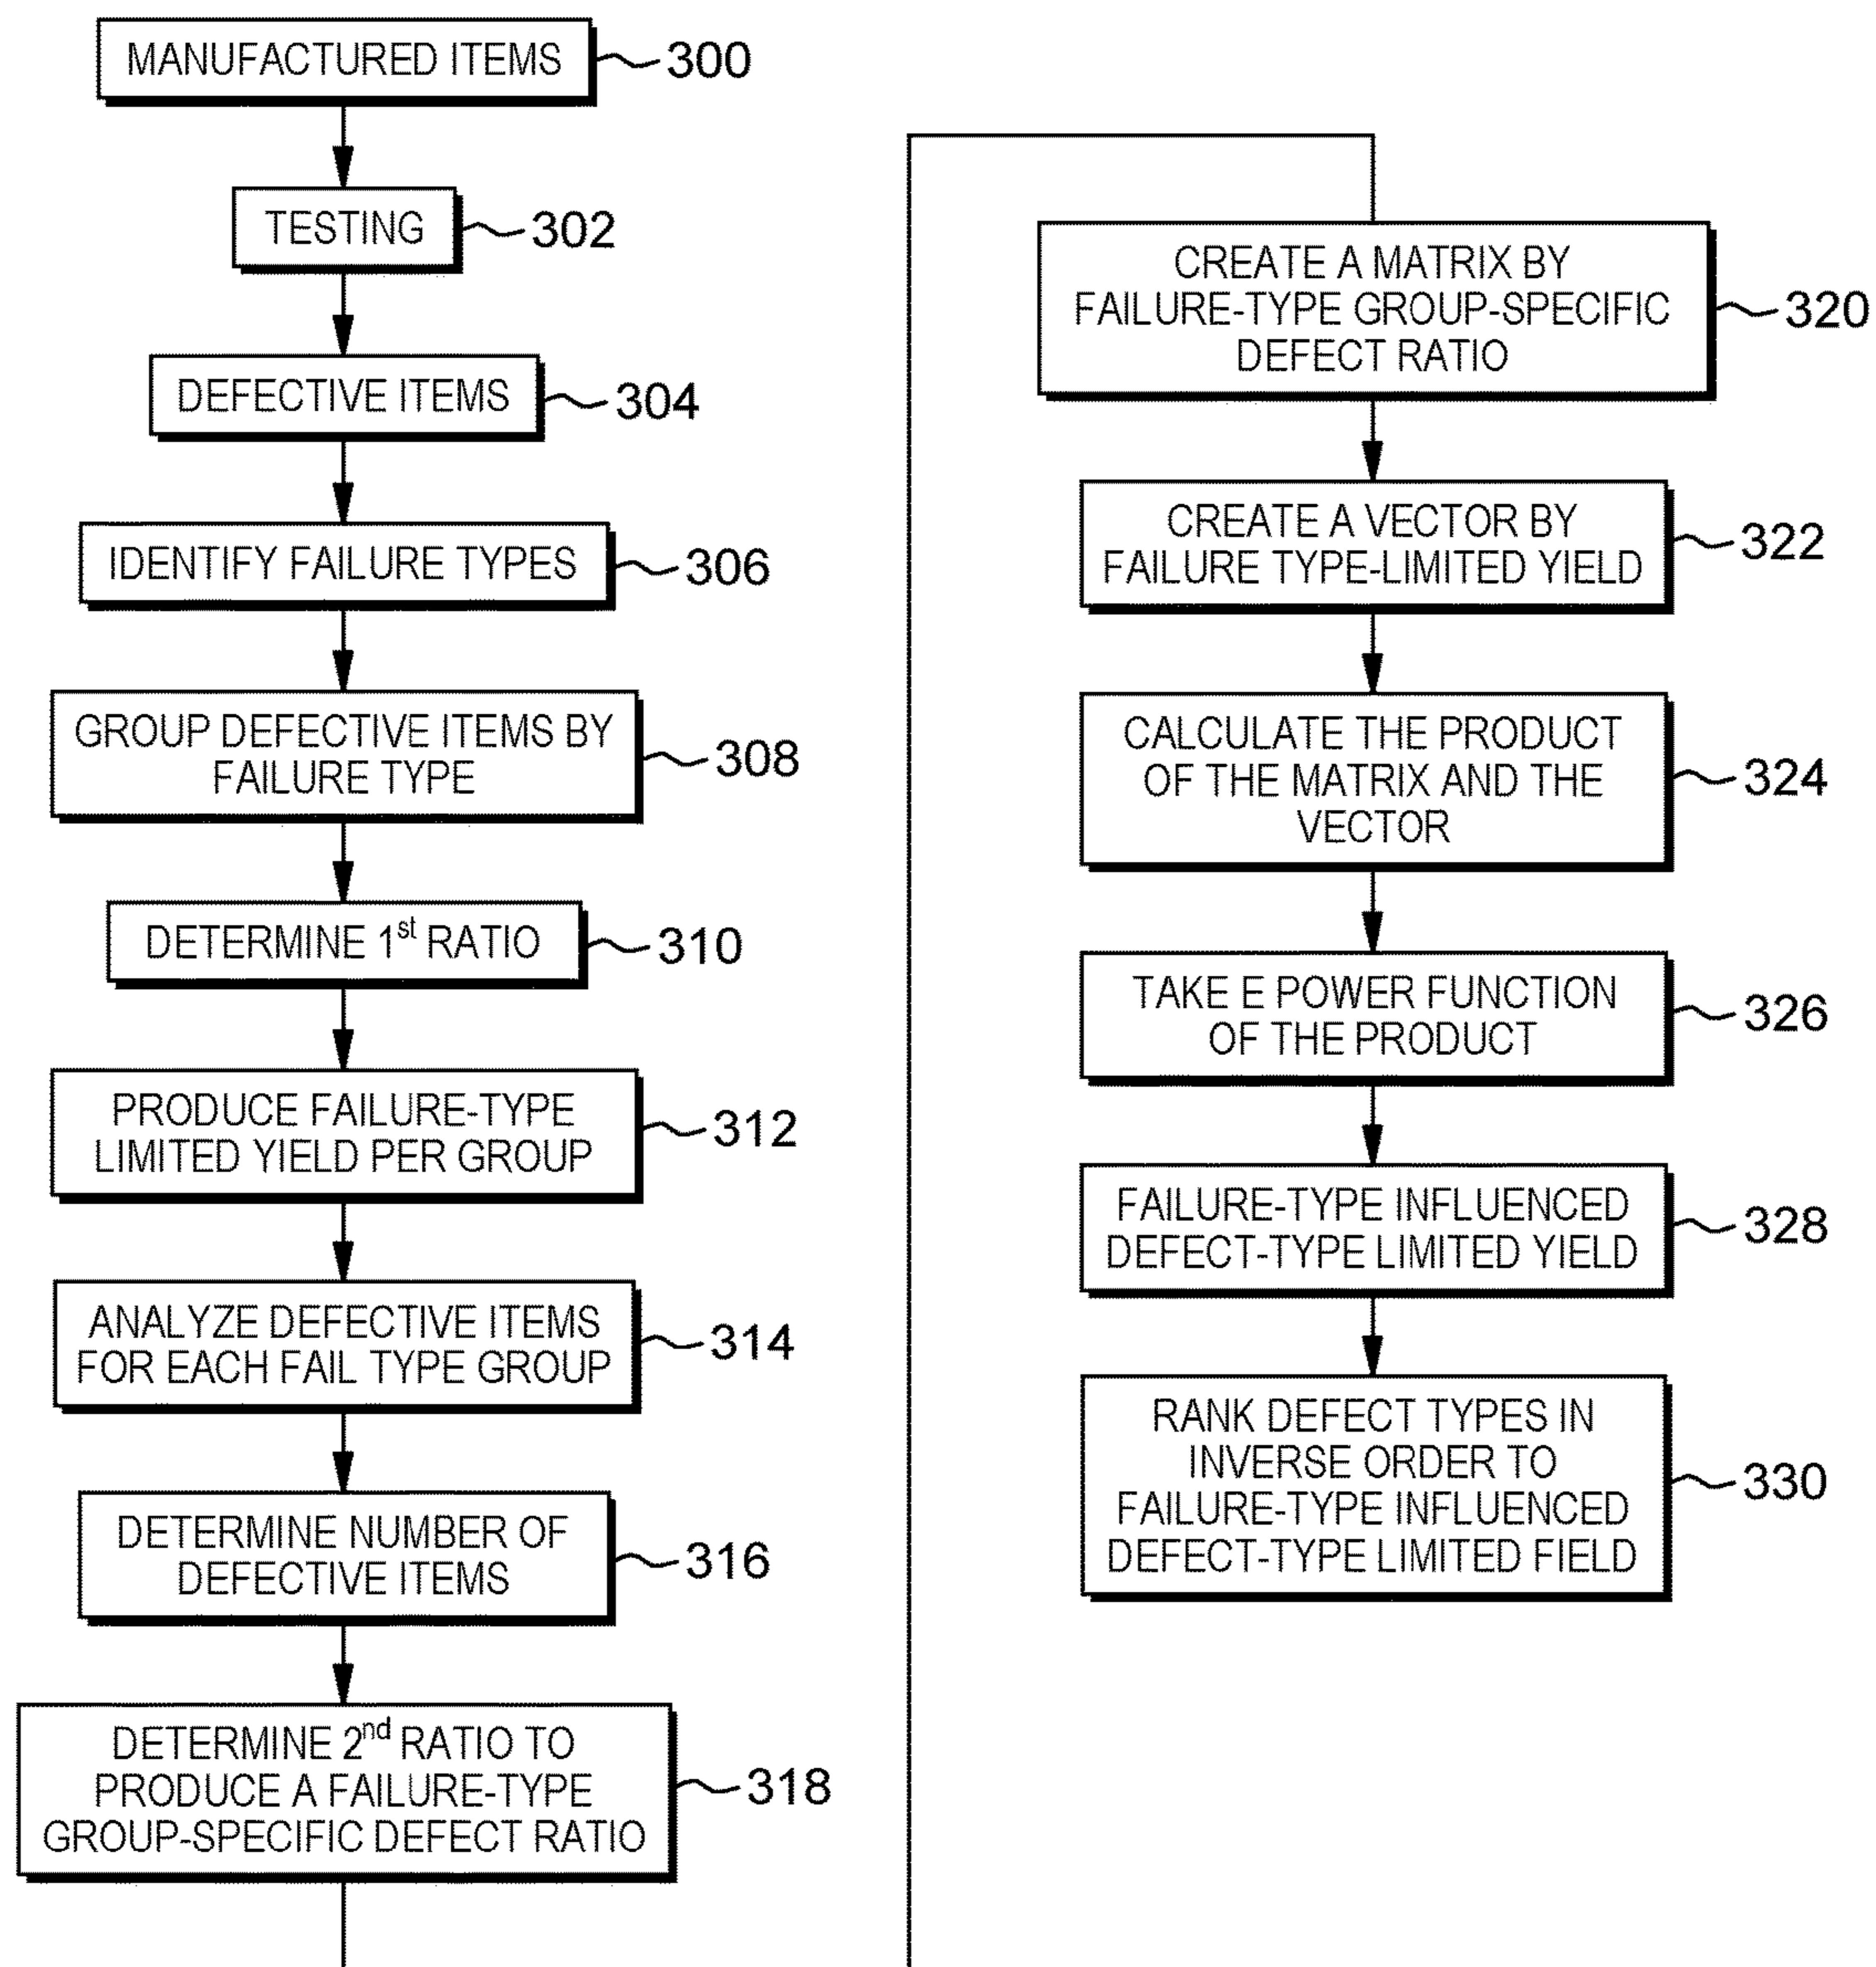 MANUFACTURED ITEMS
300
TESTING
302
DEFECTIVE ITEMS
304
IDENTIFY FAILURE TYPES
306
GROUP DEFECTIVE ITEMS BY
FAILURE TYPE
308
DETERMINE 1st RATIO
310
PRODUCE FAILURE-TYPE
LIMITED YIELD PER GROUP
312
ANALYZE DEFECTIVE ITEMS
FOR EACH FAIL TYPE GROUP
314
DETERMINE NUMBER OF
DEFECTIVE ITEMS
316
DETERMINE 2nd RATIO TO
PRODUCE A FAILURE-TYPE
GROUP-SPECIFIC DEFECT RATIO
318
CREATE A MATRIX BY
FAILURE-TYPE GROUP-SPECIFIC
DEFECT RATIO
320
CREATE A VECTOR BY
FAILURE TYPE-LIMITED YIELD
322
CALCULATE THE PRODUCT
OF THE MATRIX AND THE
VECTOR
324
TAKE E POWER FUNCTION
OF THE PRODUCT
326
FAILURE-TYPE INFLUENCED
DEFECT-TYPE LIMITED YIELD
328
RANK DEFECT TYPES IN
INVERSE ORDER TO
FAILURE-TYPE INFLUENCED
DEFECT-TYPE LIMITED FIELD
330